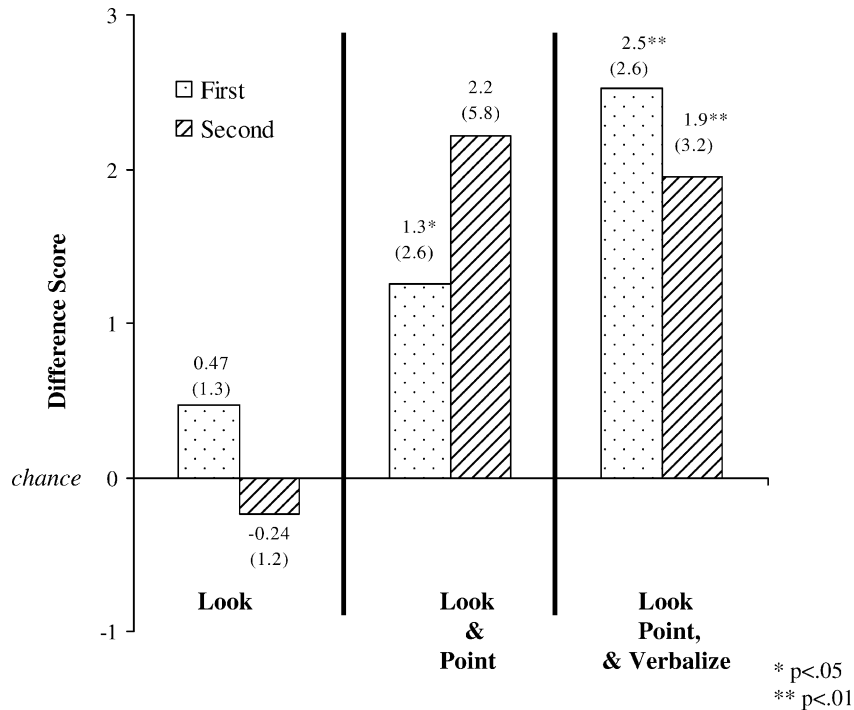 3
2
1
0
-1
Difference Score
chance
First
Second
0.47
(1.3)
-0.24
(1.2)
1.3*
(2.6)
2.2
(5.8)
2.5**
(2.6)
1.9**
(3.2)
Look
Look
&
Point
Look
Point,
& Verbalize
* p<.05
** p<.01